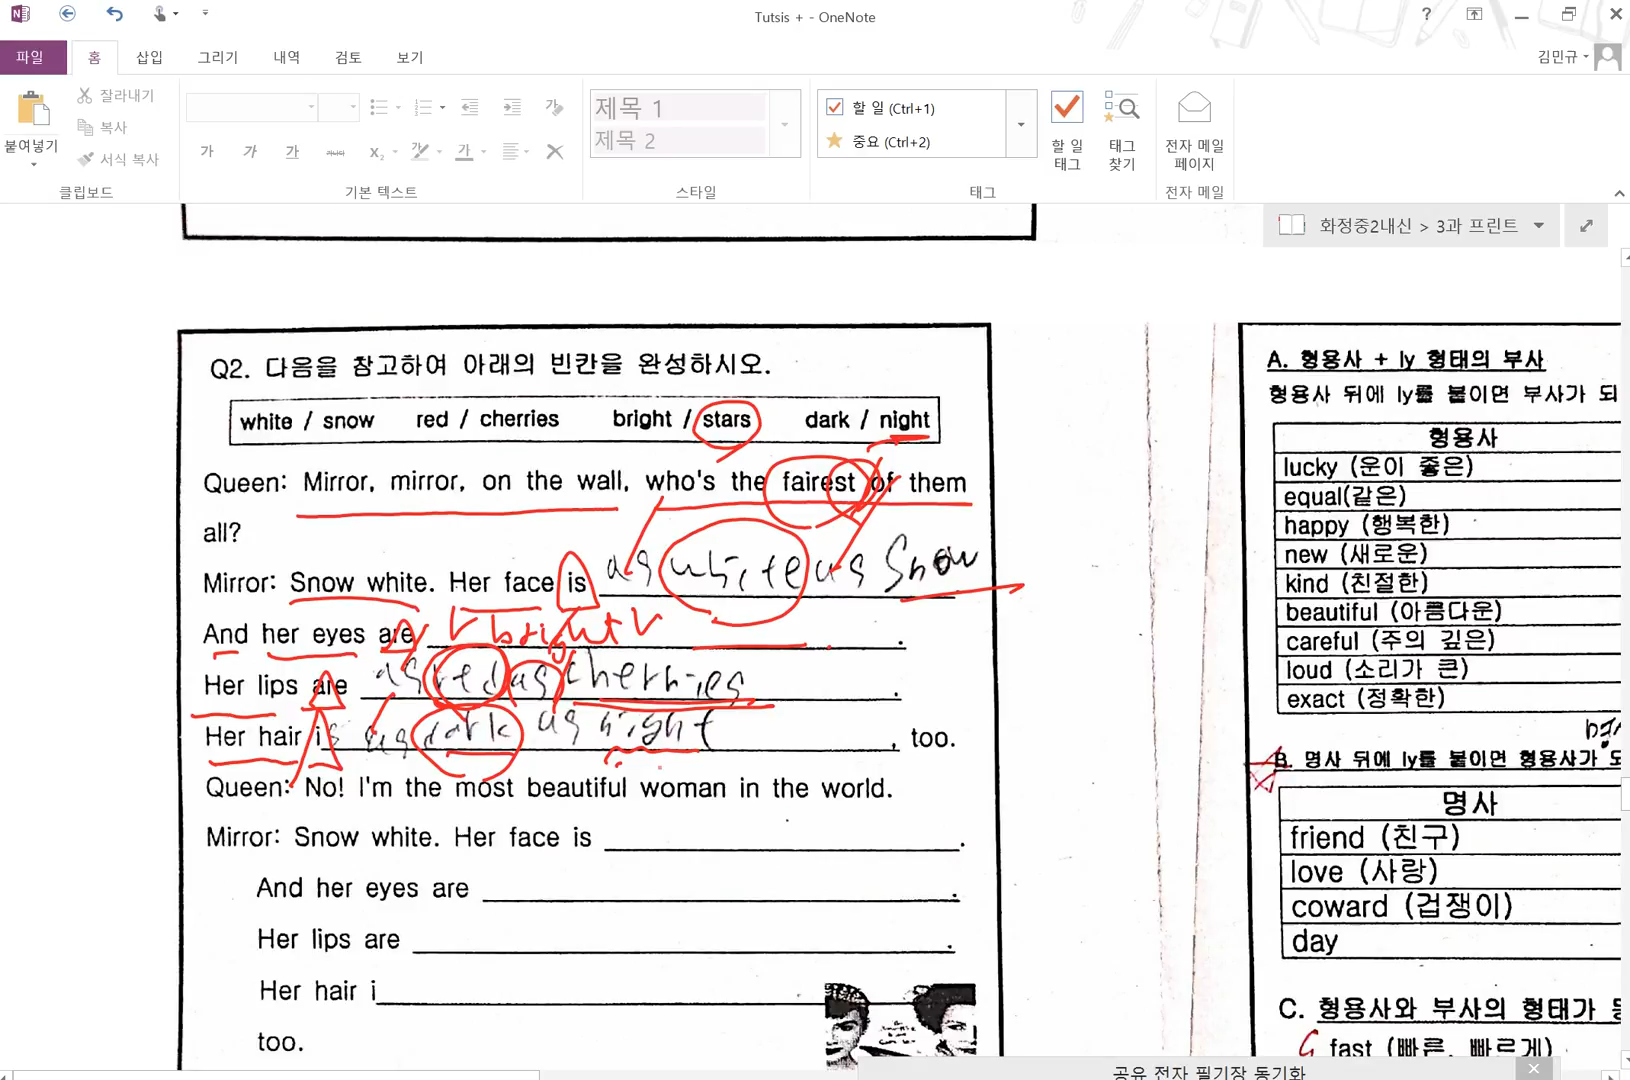 Tutsis + - OneNote
파일 홈 삽입 그리기 내역 검토 보기
김민규
붙여넣기
잘라내기
복사
서식 복사
클립보드
가 가 가 가나다 x₂ 가
기본 텍스트
제목 1
제목 2
스타일
할 일 (Ctrl+1)
중요 (Ctrl+2)
할 일 태그
태그 찾기
태그
전자 메일 페이지
전자 메일
화정중2내신 > 3과 프린트
Q2. 다음을 참고하여 아래의 빈칸을 완성하시오.
white / snow red / cherries bright / stars dark / night
Queen: Mirror, mirror, on the wall, who's the fairest of them
all?
Mirror: Snow white. Her face is as white as snow
And her eyes are bright .
Her lips are as red as cherries .
Her hair is as dark as night , too.
Queen: No! I'm the most beautiful woman in the world.
Mirror: Snow white. Her face is .
And her eyes are .
Her lips are .
Her hair i
too.
A. 형용사 + ly 형태의 부사
형용사 뒤에 ly를 붙이면 부사가 되
형용사
lucky (운이 좋은)
equal(같은)
happy (행복한)
new (새로운)
kind (친절한)
beautiful (아름다운)
careful (주의 깊은)
loud (소리가 큰)
exact (정확한)
B. 명사 뒤에 ly를 붙이면 형용사가 되
명사
friend (친구)
love (사랑)
coward (겁쟁이)
day
C. 형용사와 부사의 형태가
fast (빠른, 빠르게)
공유 전자 필기장 동기화